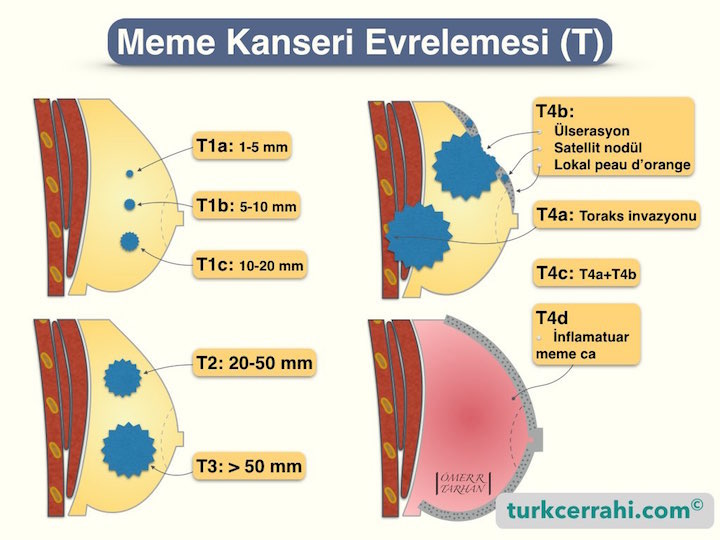 Meme Kanseri Evrelemesi (T)
T1a: 1-5 mm
T1b: 5-10 mm
T1c: 10-20 mm
T4b:
Ülserasyon
Satellit nodül
Lokal peau d’orange
T4a: Toraks invazyonu
T4c: T4a+T4b
T2: 20-50 mm
T3: > 50 mm
T4d
İnflamatuar
meme ca
ÖMER R
TARHAN
turkcerrahi.com©